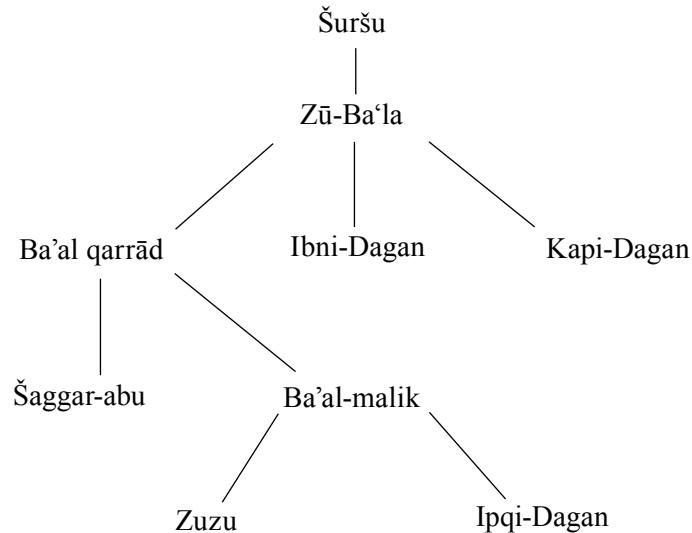 Šuršu
Zū-Ba‘la
Ba’al qarrād
Ibni-Dagan
Kapi-Dagan
Šaggar-abu
Ba’al-malik
Zuzu
Ipqi-Dagan